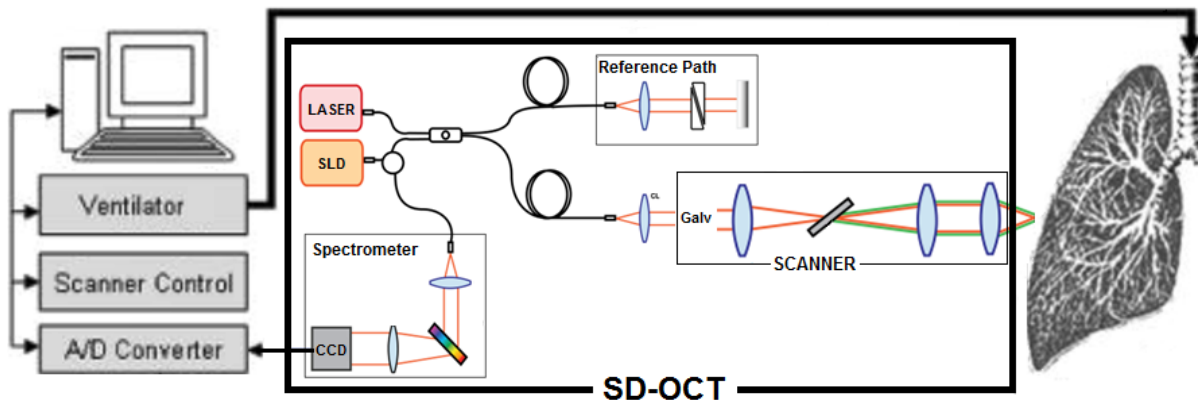 Ventilator
Scanner Control
A/D Converter
LASER
SLD
Reference Path
CL
Galv
SCANNER
Spectrometer
CCD
SD-OCT